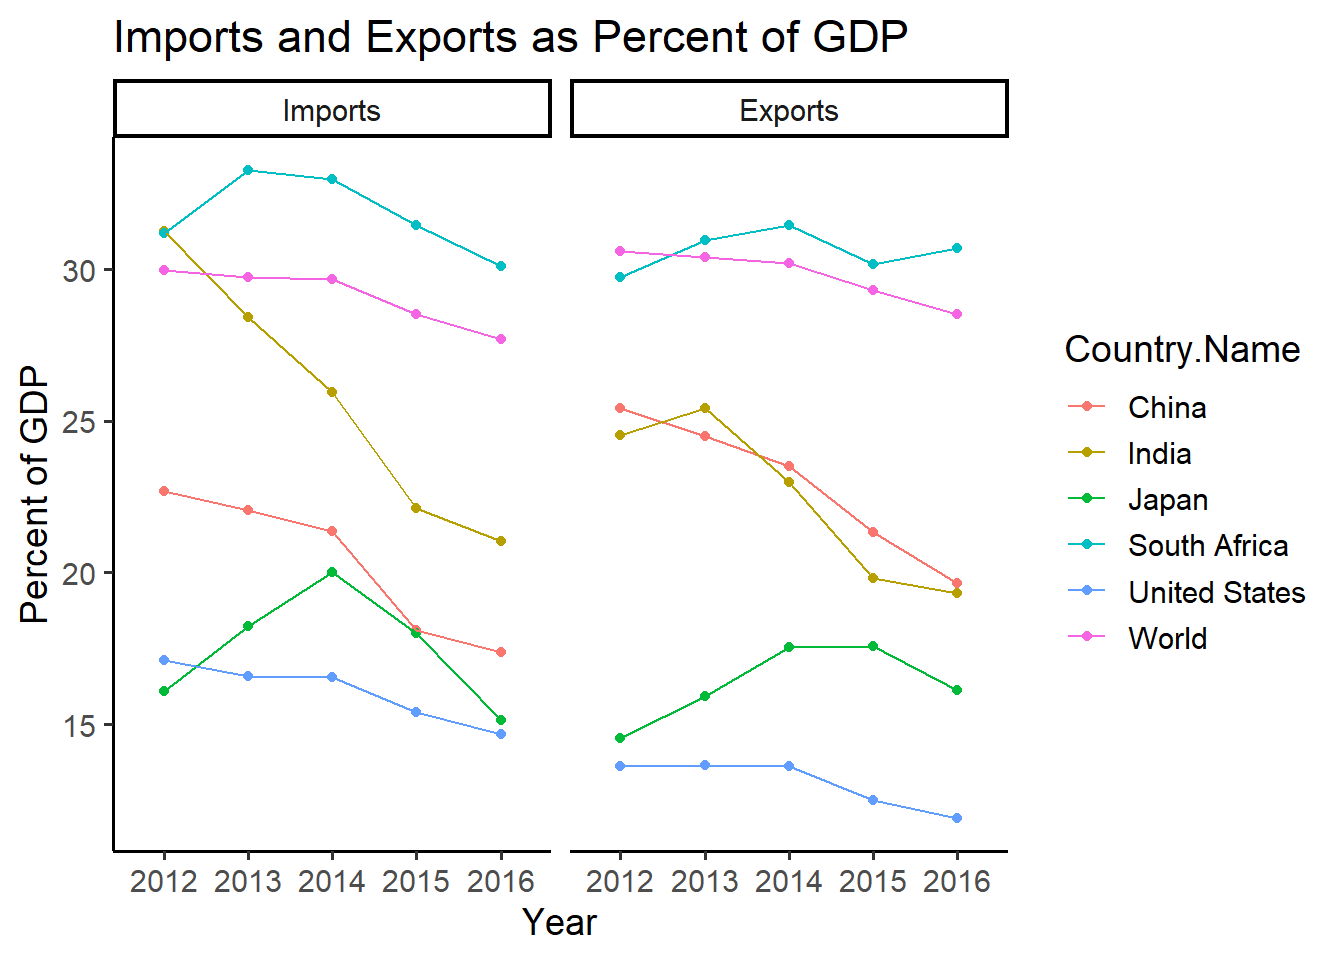 Imports and Exports as Percent of GDP
Imports
Exports
Percent of GDP
30
25
20
15
2012 2013 2014 2015 2016
2012 2013 2014 2015 2016
Year
Country.Name
China
India
Japan
South Africa
United States
World